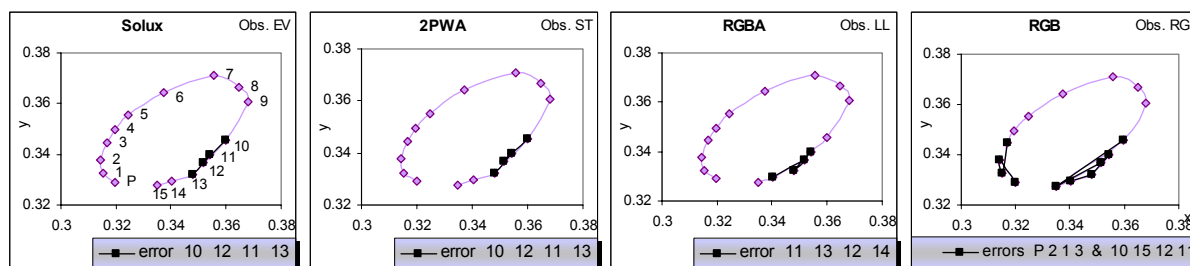 Solux Obs. EV
0.38
0.36
0.34
0.32
y
7
8
6
9
5
4
3
10
11
2
12
1
13
P
15 14
0.3 0.32 0.34 0.36 0.38
error 10 12 11 13
2PWA Obs. ST
0.38
0.36
0.34
0.32
y
0.3 0.32 0.34 0.36 0.38
error 10 12 11 13
RGBA Obs. LL
0.38
0.36
0.34
0.32
y
0.3 0.32 0.34 0.36 0.38
error 11 13 12 14
RGB Obs. RG
0.38
0.36
0.34
0.32
y
x
0.3 0.32 0.34 0.36 0.38
errors P 2 1 3 & 10 15 12 11